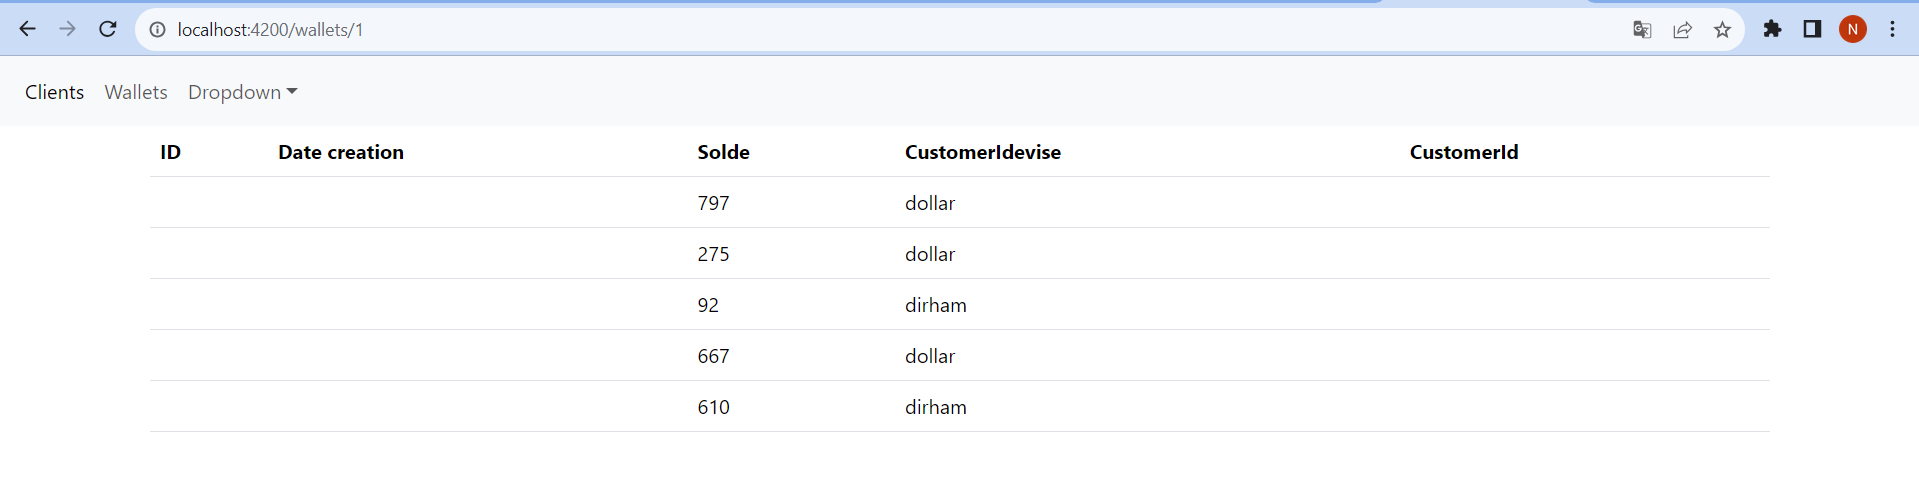 localhost:4200/wallets/1
N
Clients Wallets Dropdown
ID Date creation Solde CustomerIdevise CustomerId
797 dollar
275 dollar
92 dirham
667 dollar
610 dirham